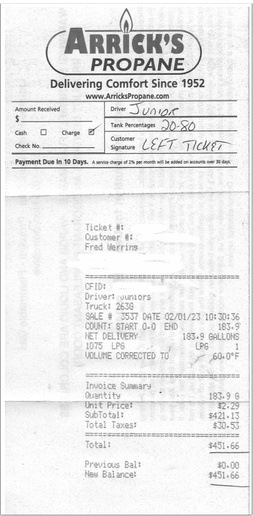 ARRICK'S
PROPANE
Delivering Comfort Since 1952
www.ArricksPropane.com
Amount Received
$
Driver JUNIOR
Tank Percentages 20-80
Cash ☐ Charge ☑
Customer
Signature LEFT TICKET
Check No.
Payment Due In 10 Days. A service charge of 2% per month will be added on accounts over 30 days.
Ticket #:
Customer #:
Fred Werrins
CFID:
Driver: Juniors
Truck: 2630
SALE # 3537 DATE 02/01/23 10:30:36
COUNT: START 0.0 END 183.9
NET DELIVERY 183.9 GALLONS
1075 LPG LPG 1
VOLUME CORRECTED TO 60.0°F
Invoice Summary
Quantity 183.9 G
Unit Price: $2.29
SubTotal: $421.13
Total Taxes: $30.53
Total: $451.66
Previous Bal: $0.00
New Balance: $451.66